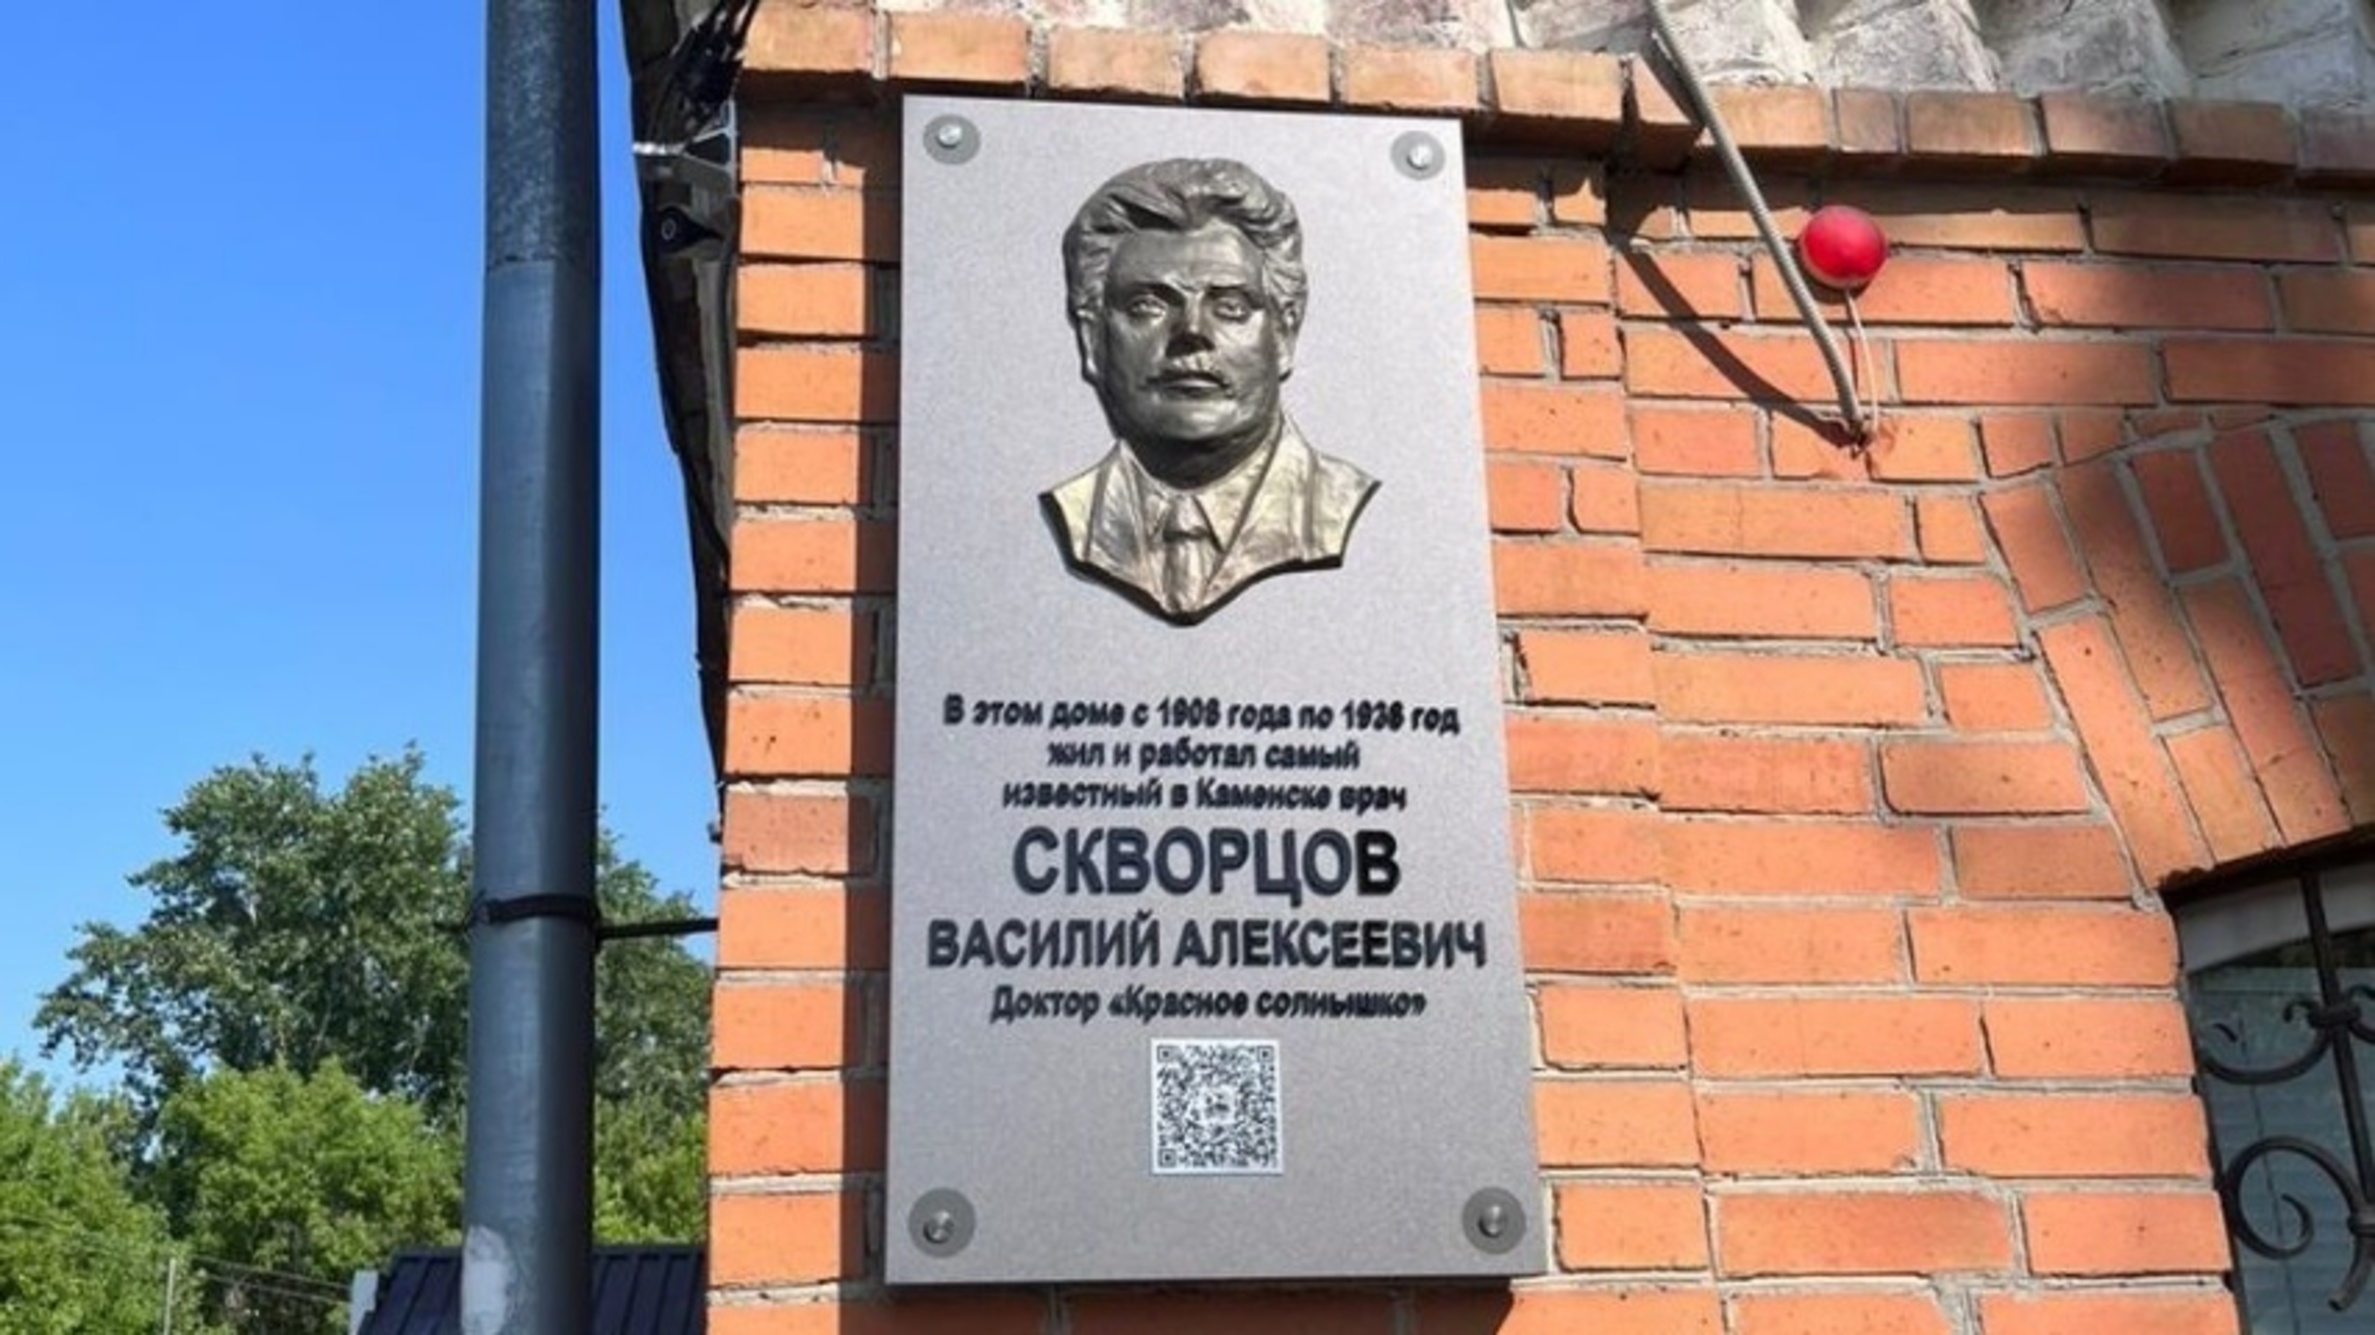 В этом доме с 1908 года по 1938 год
жил и работал самый
известный в Каменске врач
СКВОРЦОВ
ВАСИЛИЙ АЛЕКСЕЕВИЧ
Доктор «Красное солнышко»